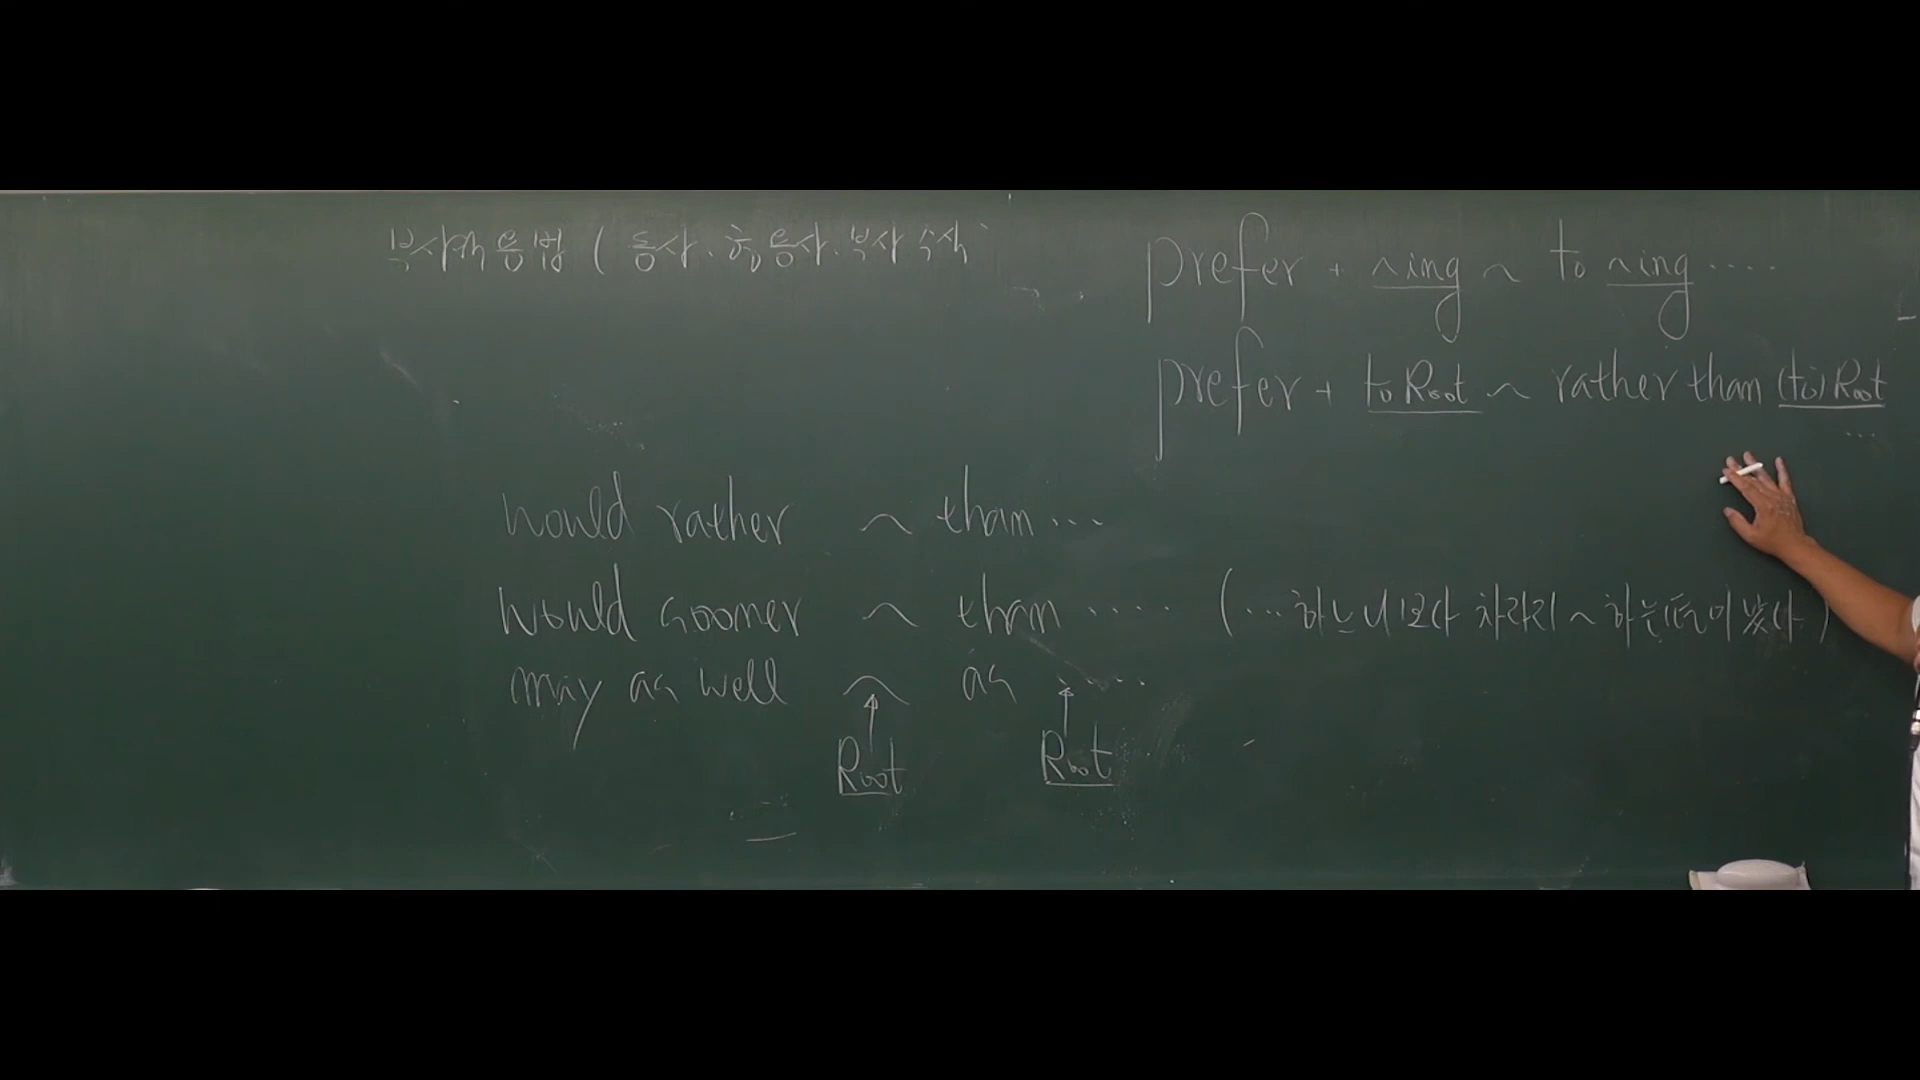 부사적 용법 ( 동사. 형용사. 부사 수식
prefer + ~ing ~ to ~ing ....
prefer + to Root ~ rather than (to) Root
...
would rather ~ than ...
would sooner ~ than .... ( ... 하느니보다 차라리 ~ 하는 편이 낫다. )
may as well ~ as ....
Root Root